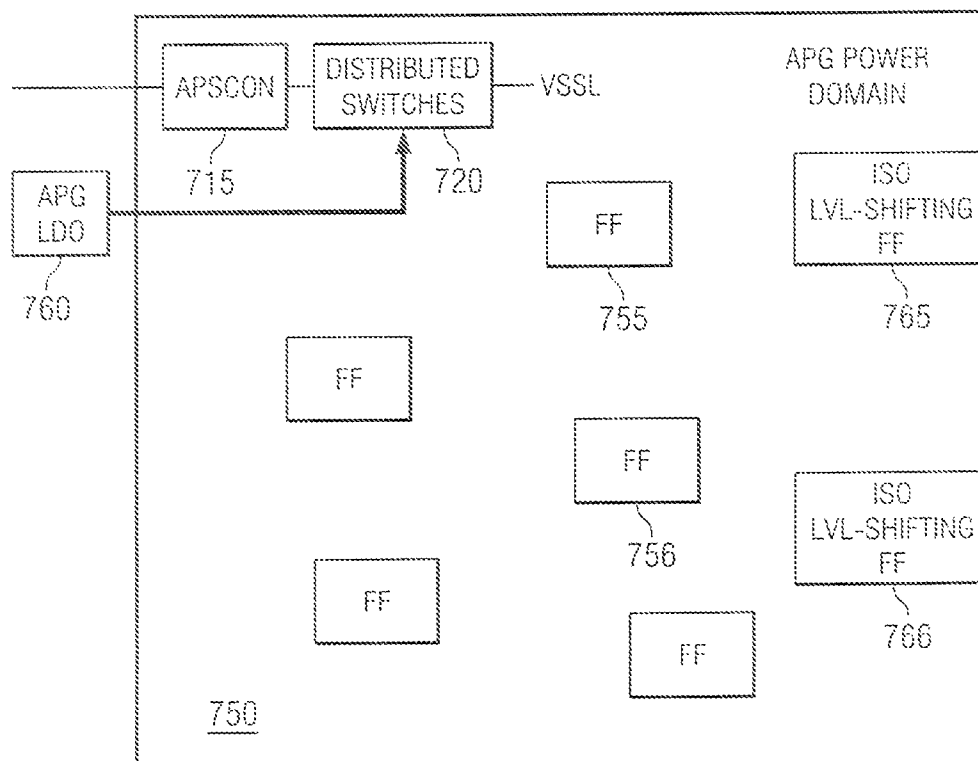 APSCON
DISTRIBUTED
SWITCHES
VSSL
APG POWER
DOMAIN
715
720
APG
LDO
760
FF
755
ISO
LVL-SHIFTING
FF
765
FF
FF
756
ISO
LVL-SHIFTING
FF
766
FF
FF
750